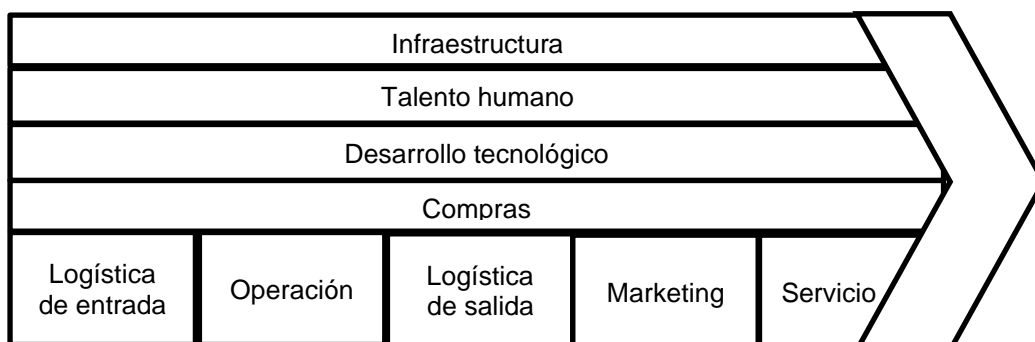 Infraestructura
Talento humano
Desarrollo tecnológico
Compras
Logística
de entrada
Operación
Logística
de salida
Marketing
Servicio